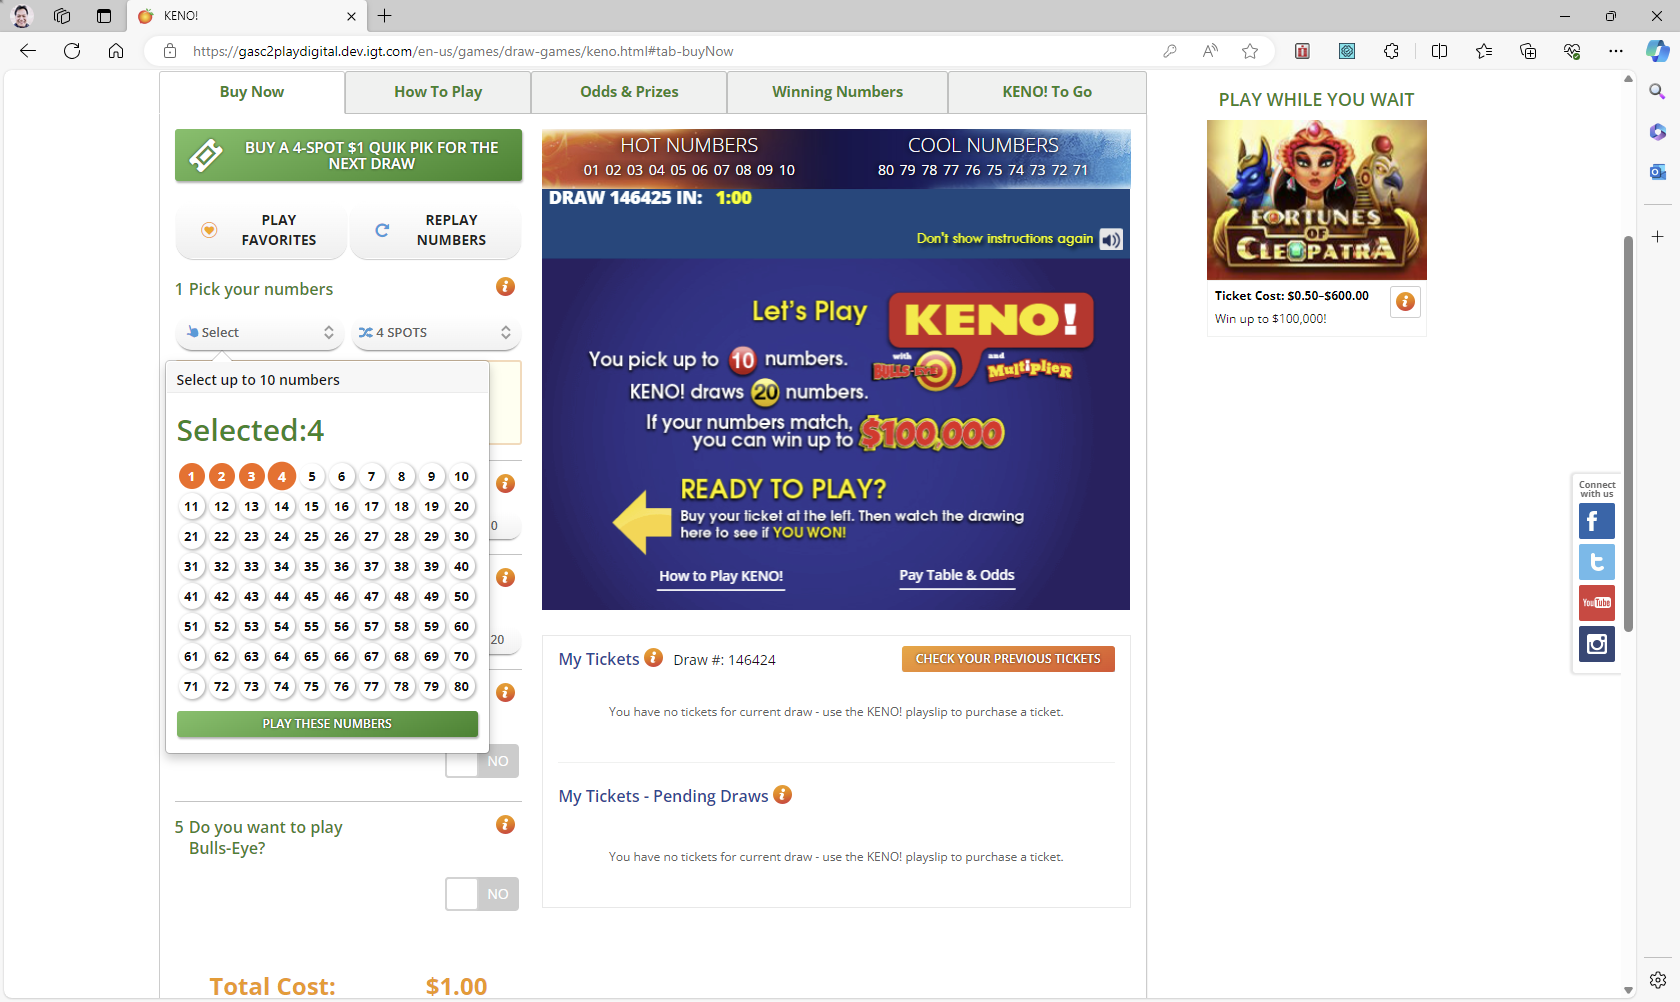 KENO!
https://gasc2playdigital.dev.igt.com/en-us/games/draw-games/keno.html#tab-buyNow
Buy Now
How To Play
Odds & Prizes
Winning Numbers
KENO! To Go
BUY A 4-SPOT $1 QUIK PIK FOR THE
NEXT DRAW
PLAY
FAVORITES
REPLAY
NUMBERS
1 Pick your numbers
Select
4 SPOTS
Select up to 10 numbers
Selected:4
1 2 3 4 5 6 7 8 9 10
11 12 13 14 15 16 17 18 19 20
21 22 23 24 25 26 27 28 29 30
31 32 33 34 35 36 37 38 39 40
41 42 43 44 45 46 47 48 49 50
51 52 53 54 55 56 57 58 59 60
61 62 63 64 65 66 67 68 69 70
71 72 73 74 75 76 77 78 79 80
PLAY THESE NUMBERS
0
20
NO
5 Do you want to play
Bulls-Eye?
NO
Total Cost: $1.00
HOT NUMBERS
01 02 03 04 05 06 07 08 09 10
COOL NUMBERS
80 79 78 77 76 75 74 73 72 71
DRAW 146425 IN: 1:00
Don't show instructions again
Let's Play
KENO!
with
BULLS-EYE
and
Multiplier
You pick up to 10 numbers.
KENO! draws 20 numbers.
If your numbers match,
you can win up to $100,000
READY TO PLAY?
Buy your ticket at the left. Then watch the drawing
here to see if YOU WON!
How to Play KENO!
Pay Table & Odds
My Tickets
Draw #: 146424
CHECK YOUR PREVIOUS TICKETS
You have no tickets for current draw - use the KENO! playslip to purchase a ticket.
My Tickets - Pending Draws
You have no tickets for current draw - use the KENO! playslip to purchase a ticket.
PLAY WHILE YOU WAIT
FORTUNES
OF
CLEOPATRA
Ticket Cost: $0.50–$600.00
Win up to $100,000!
Connect
with us
YouTube